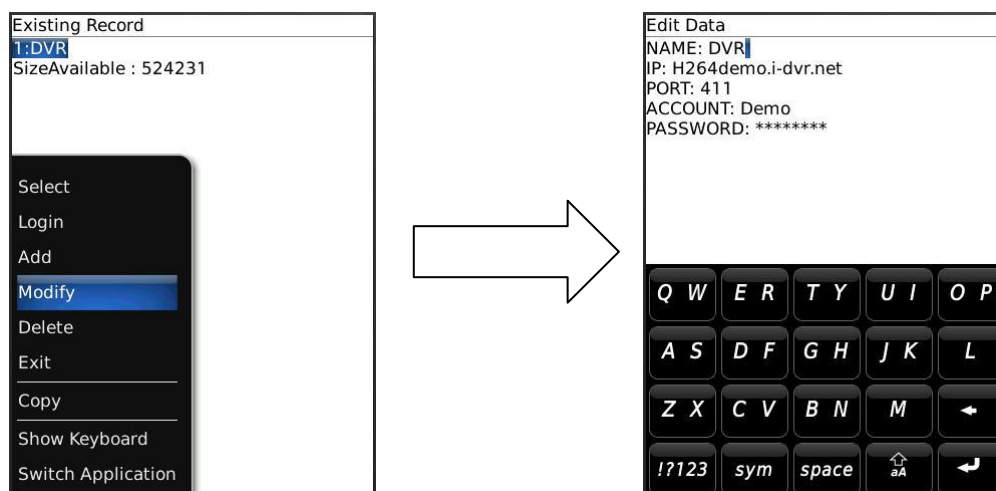 Existing Record
1:DVR
SizeAvailable : 524231
Select
Login
Add
Modify
Delete
Exit
Copy
Show Keyboard
Switch Application
Edit Data
NAME: DVR
IP: H264demo.i-dvr.net
PORT: 411
ACCOUNT: Demo
PASSWORD: ********
Q W E R T Y U I O P
A S D F G H J K L
Z X C V B N M
!?123 sym space aA